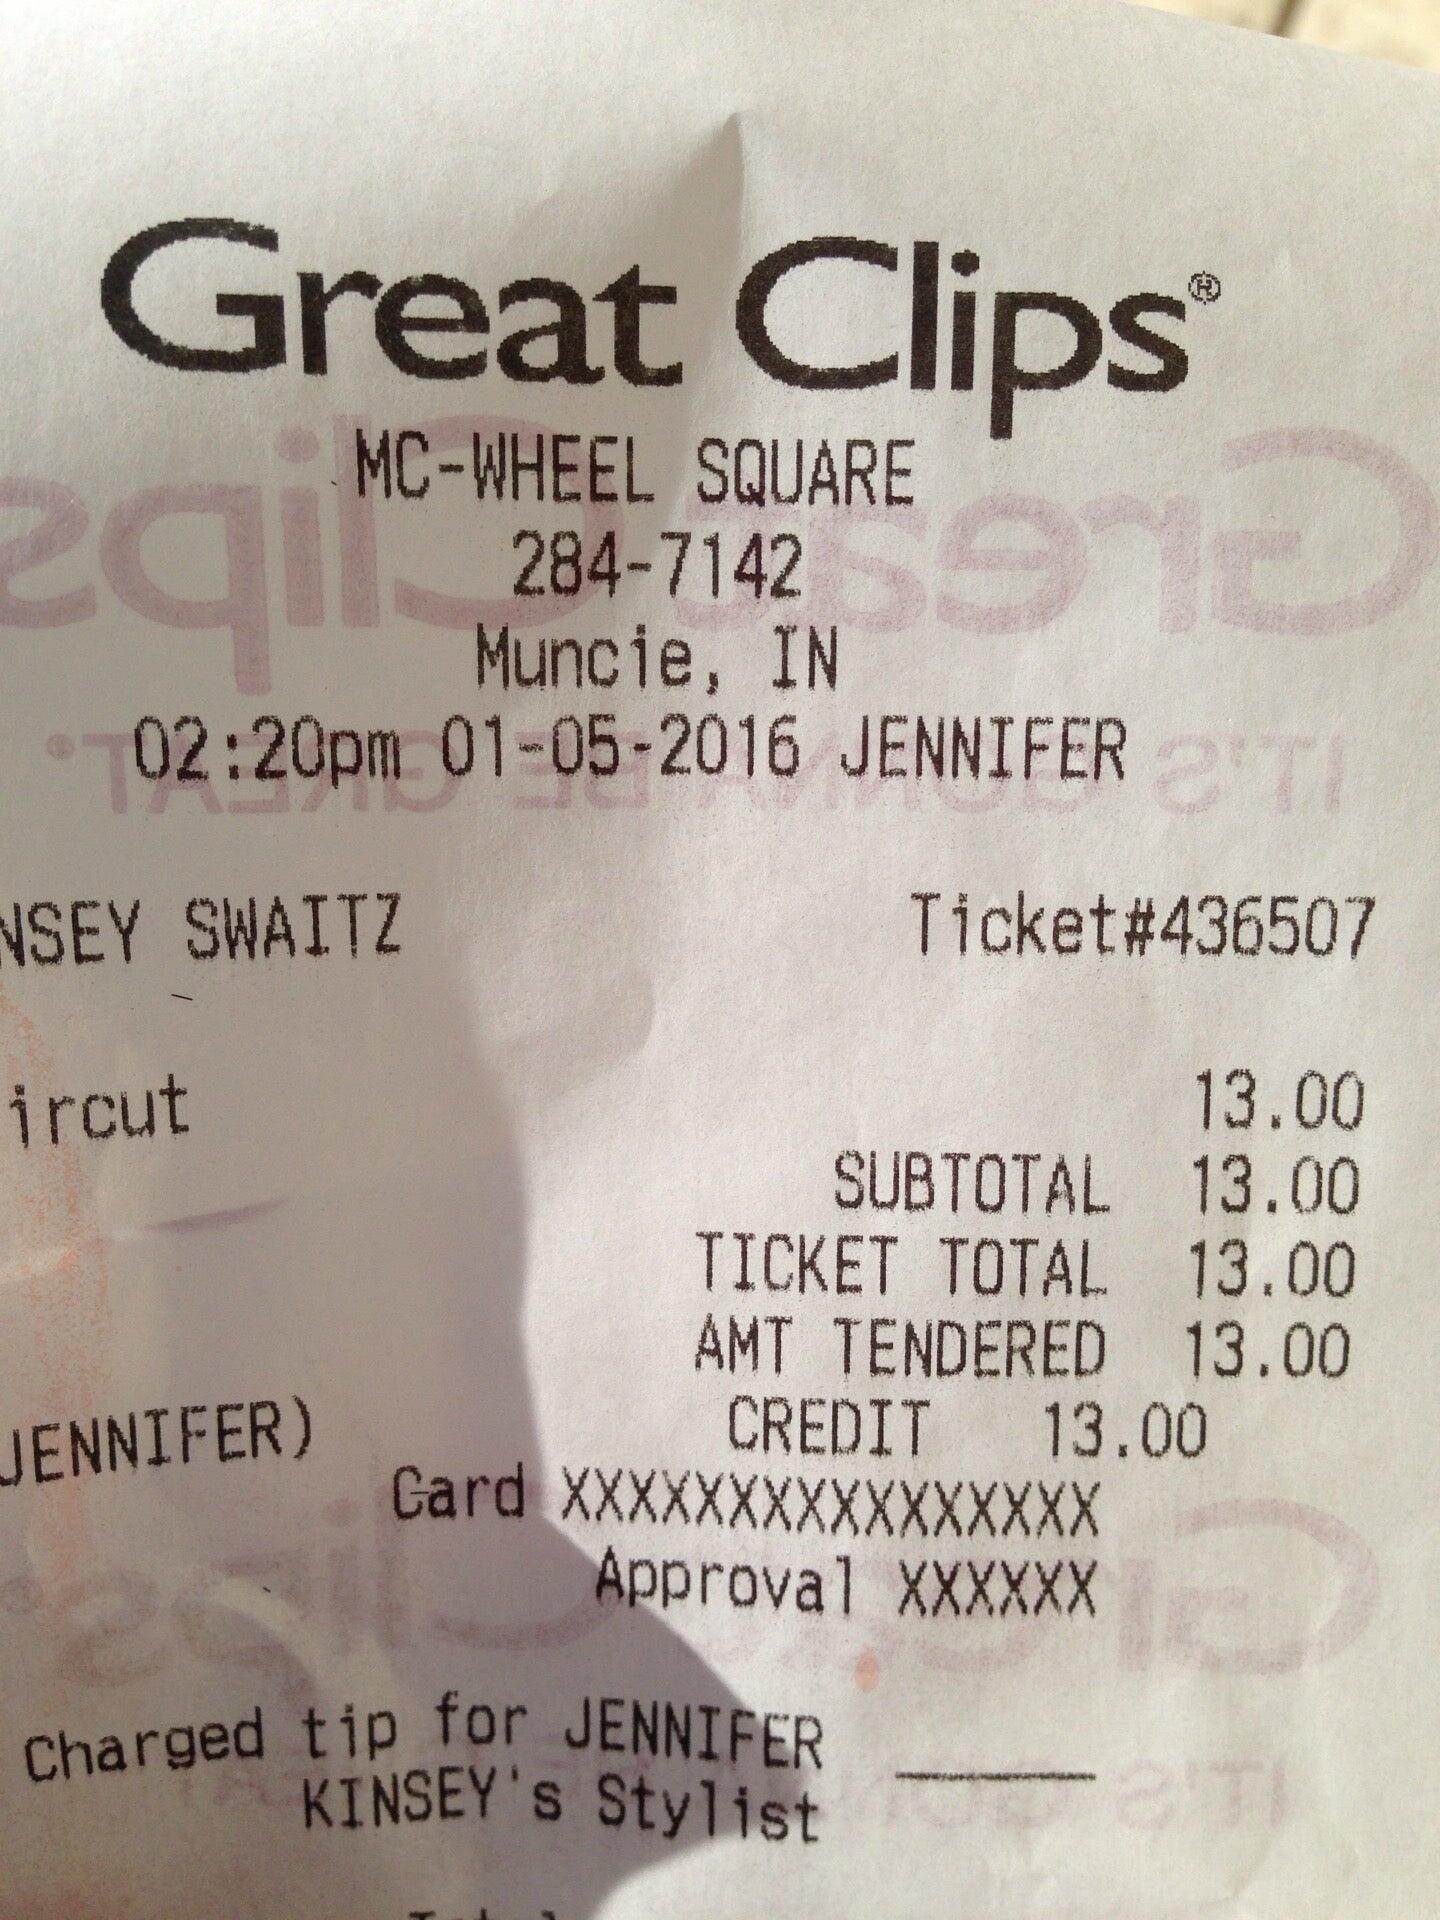 Great Clips®
MC-WHEEL SQUARE
284-7142
Muncie, IN
02:20pm 01-05-2016 JENNIFER
NSEY SWAITZ Ticket#436507
ircut 13.00
SUBTOTAL 13.00
TICKET TOTAL 13.00
AMT TENDERED 13.00
JENNIFER) CREDIT 13.00
Card XXXXXXXXXXXXXXXX
Approval XXXXXX
Charged tip for JENNIFER
KINSEY's Stylist